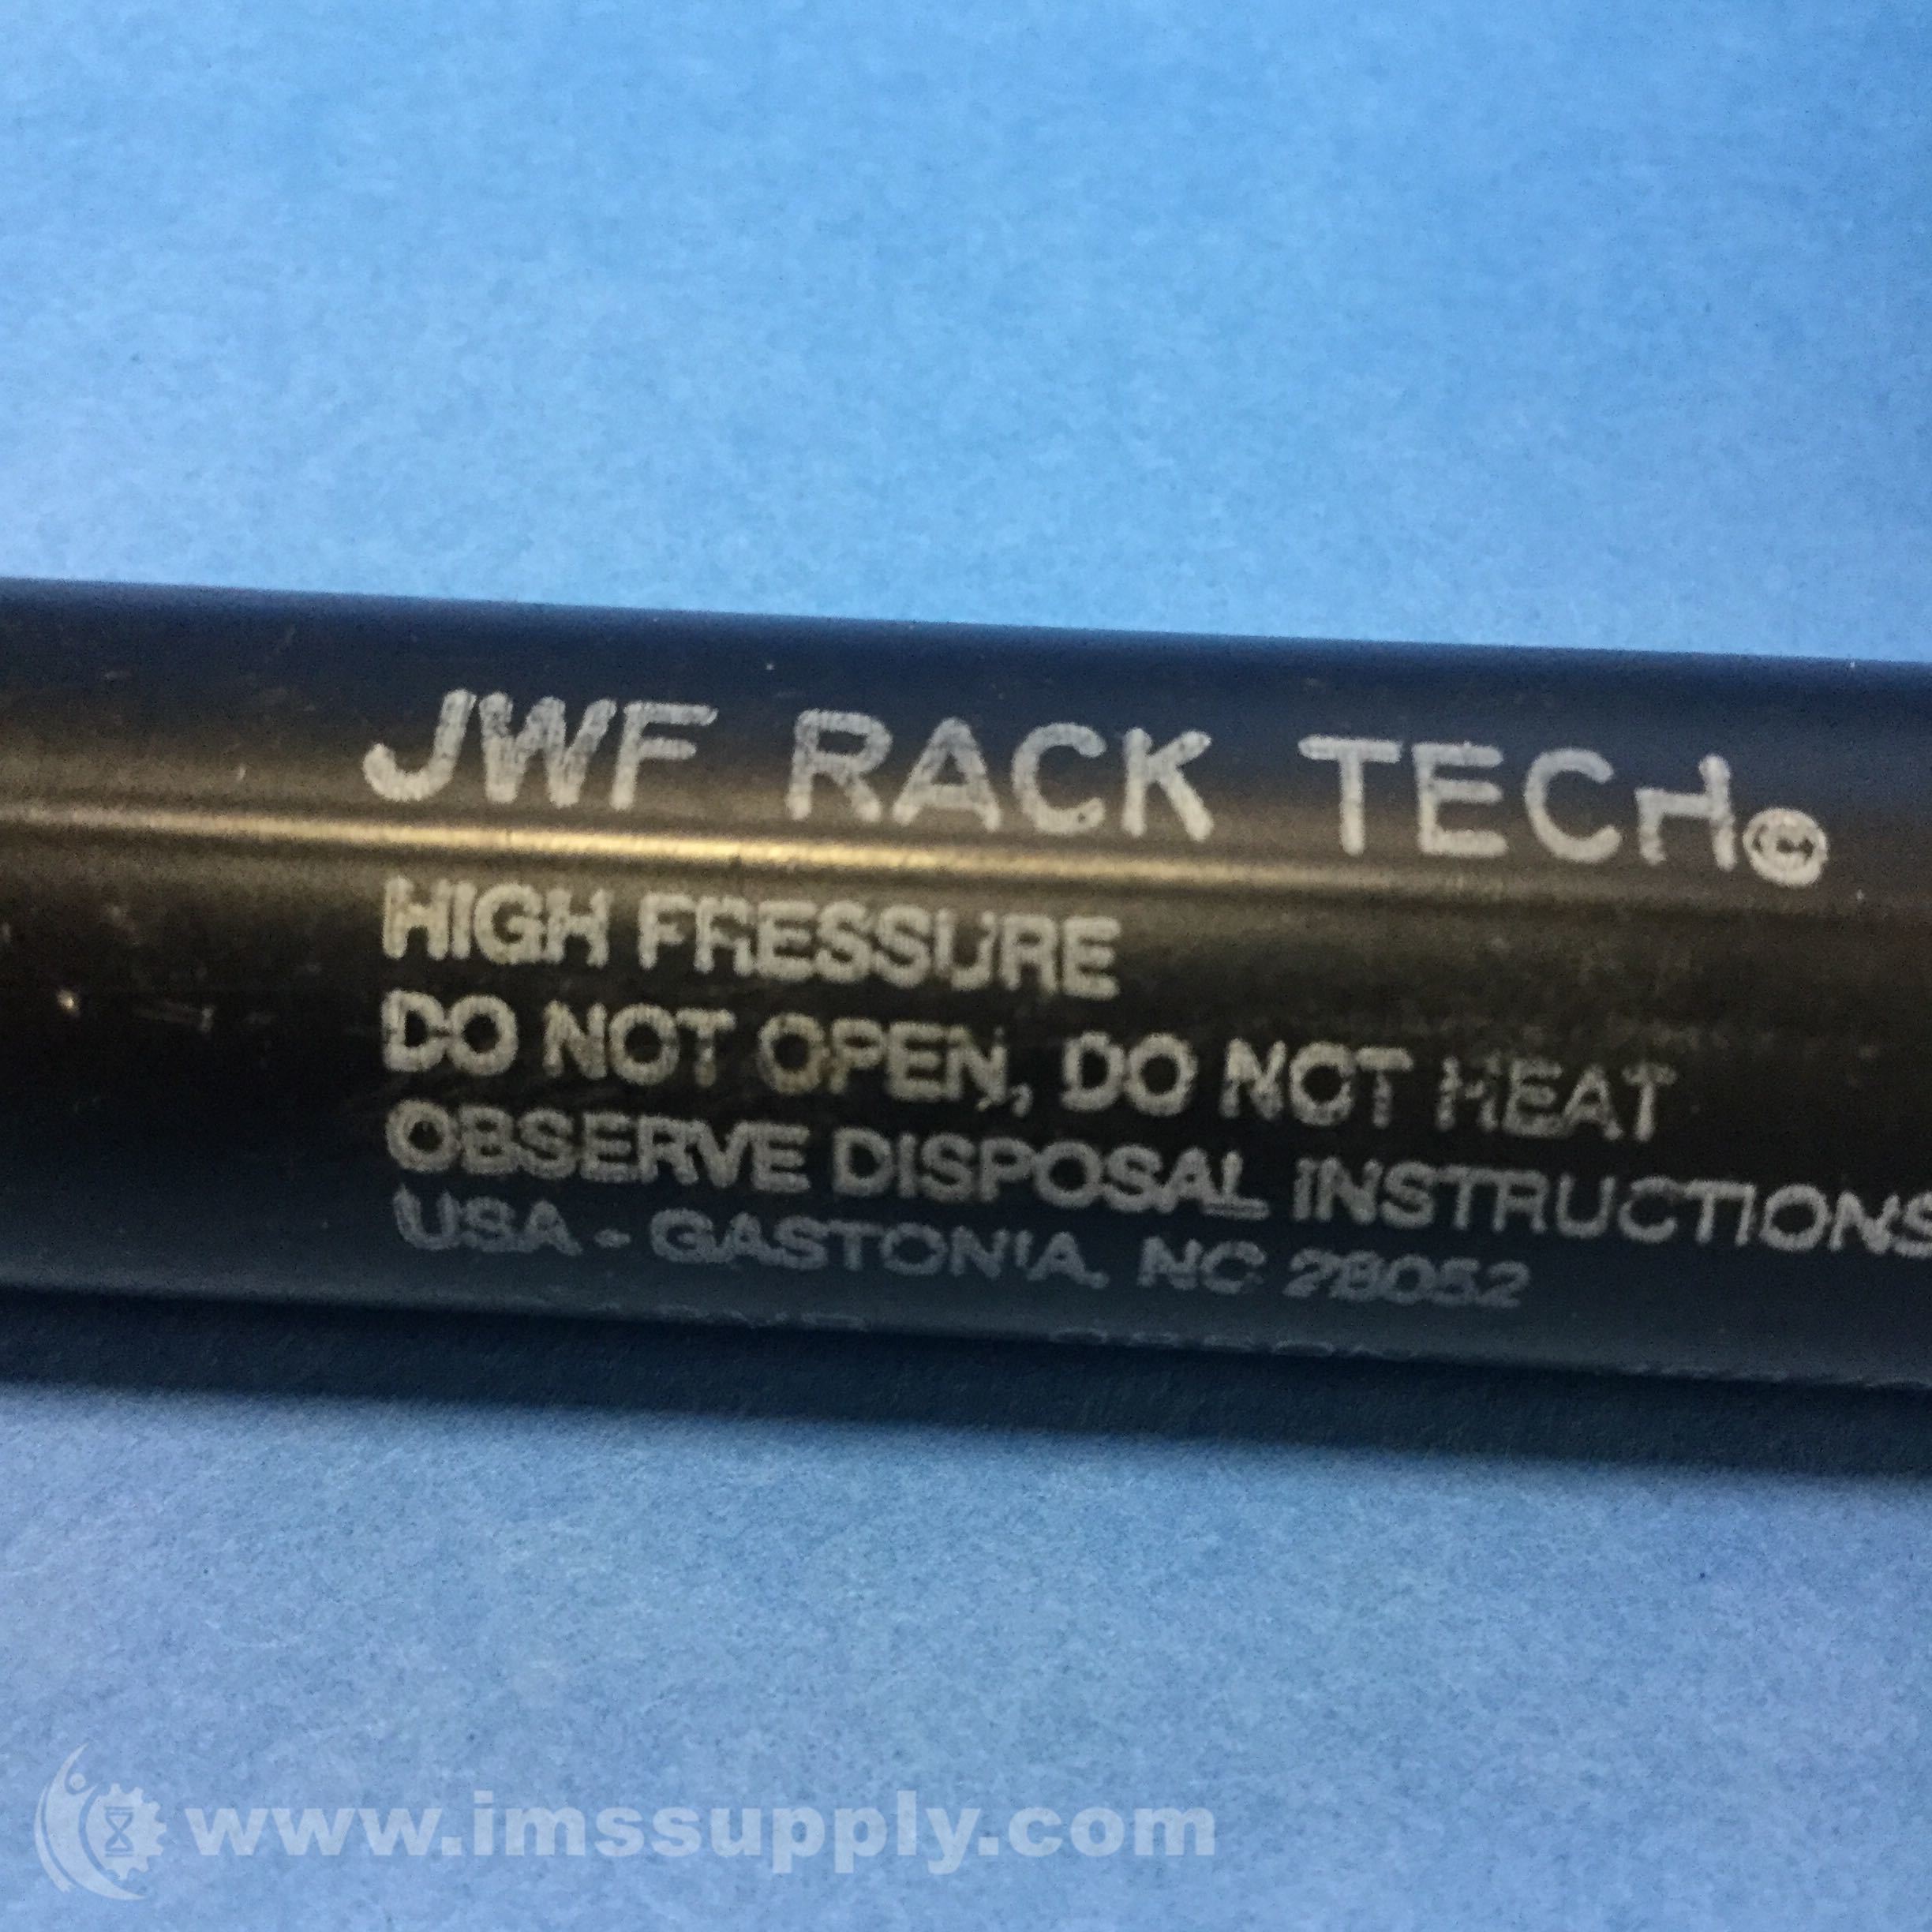 JWF RACK TECH
HIGH PRESSURE
DO NOT OPEN, DO NOT HEAT
OBSERVE DISPOSAL INSTRUCTIONS
USA - GASTONIA, NC 28052
www.imssupply.com